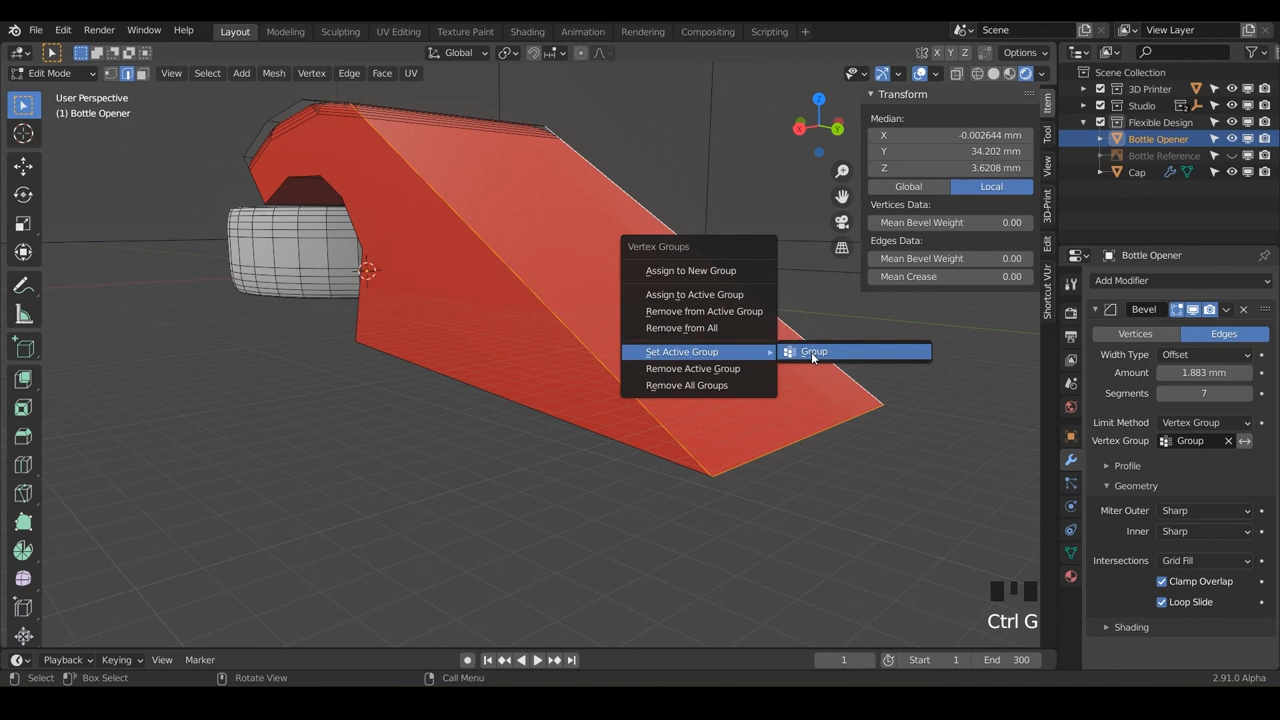 File Edit Render Window Help
Layout Modeling Sculpting UV Editing Texture Paint Shading Animation Rendering Compositing Scripting +
Scene
View Layer
Global
X Y Z
Options
Edit Mode
View Select Add Mesh Vertex Edge Face UV
User Perspective
(1) Bottle Opener
Z
X
Y
Transform
Median:
X -0.002644 mm
Y 34.202 mm
Z 3.6208 mm
Global Local
Vertices Data:
Mean Bevel Weight 0.00
Edges Data:
Mean Bevel Weight 0.00
Mean Crease 0.00
Item
Tool
View
3D-Print
Edit
Shortcut VUr
Vertex Groups
Assign to New Group
Assign to Active Group
Remove from Active Group
Remove from All
Set Active Group
Remove Active Group
Remove All Groups
Group
Ctrl G
Scene Collection
3D Printer
Studio 2
Flexible Design
Bottle Opener
Bottle Reference
Cap
Bottle Opener
Add Modifier
Bevel
Vertices Edges
Width Type Offset
Amount 1.883 mm
Segments 7
Limit Method Vertex Group
Vertex Group Group
Profile
Geometry
Miter Outer Sharp
Inner Sharp
Intersections Grid Fill
Clamp Overlap
Loop Slide
Shading
Playback Keying View Marker
1
Start 1
End 300
Select Box Select Rotate View Call Menu
2.91.0 Alpha